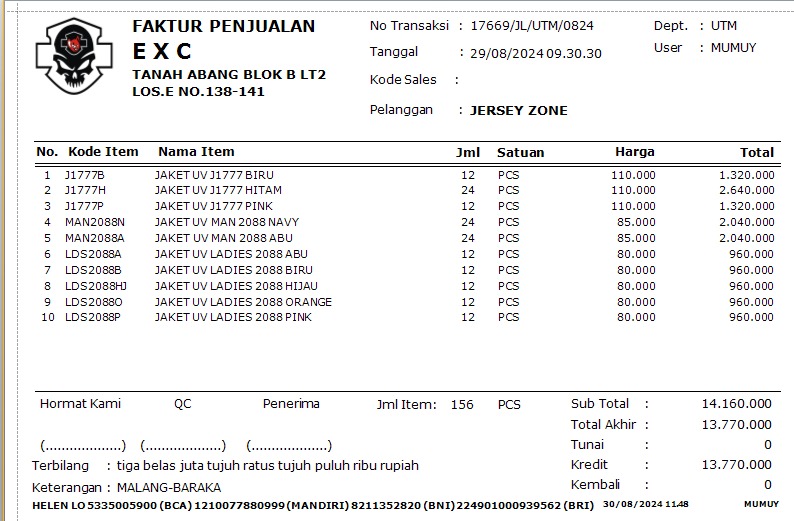 FAKTUR PENJUALAN
E X C
TANAH ABANG BLOK B LT2
LOS.E NO.138-141
No Transaksi : 17669/JL/UTM/0824
Tanggal : 29/08/2024 09.30.30
Kode Sales :
Pelanggan : JERSEY ZONE
Dept. : UTM
User : MUMUY
No. Kode Item Nama Item Jml Satuan Harga Total
1 J1777B JAKET UV J1777 BIRU 12 PCS 110.000 1.320.000
2 J1777H JAKET UV J1777 HITAM 24 PCS 110.000 2.640.000
3 J1777P JAKET UV J1777 PINK 12 PCS 110.000 1.320.000
4 MAN2088N JAKET UV MAN 2088 NAVY 24 PCS 85.000 2.040.000
5 MAN2088A JAKET UV MAN 2088 ABU 24 PCS 85.000 2.040.000
6 LDS2088A JAKET UV LADIES 2088 ABU 12 PCS 80.000 960.000
7 LDS2088B JAKET UV LADIES 2088 BIRU 12 PCS 80.000 960.000
8 LDS2088HJ JAKET UV LADIES 2088 HIJAU 12 PCS 80.000 960.000
9 LDS2088O JAKET UV LADIES 2088 ORANGE 12 PCS 80.000 960.000
10 LDS2088P JAKET UV LADIES 2088 PINK 12 PCS 80.000 960.000
Hormat Kami QC Penerima Jml Item: 156 PCS Sub Total : 14.160.000
Total Akhir : 13.770.000
(...................) (...................) (...................) Tunai : 0
Terbilang : tiga belas juta tujuh ratus tujuh puluh ribu rupiah Kredit : 13.770.000
Keterangan : MALANG-BARAKA Kembali : 0
HELEN LO 5335005900 (BCA) 1210077880999 (MANDIRI) 8211352820 (BNI) 224901000939562 (BRI) 30/08/2024 11.48 MUMUY